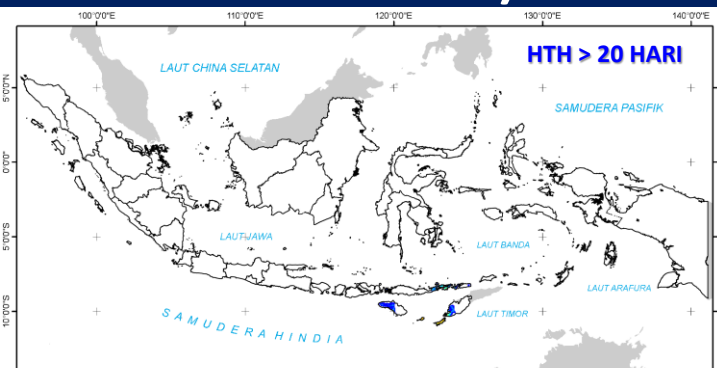 100°0'0"E 110°0'0"E 120°0'0"E 130°0'0"E 140°0'0"E
HTH > 20 HARI
LAUT CHINA SELATAN
5°0'0"N
SAMUDERA PASIFIK
0°0'0"
LAUT JAWA
5°0'0"S
LAUT BANDA
LAUT ARAFURA
10°0'0"S
SAMUDERA HINDIA
LAUT TIMOR